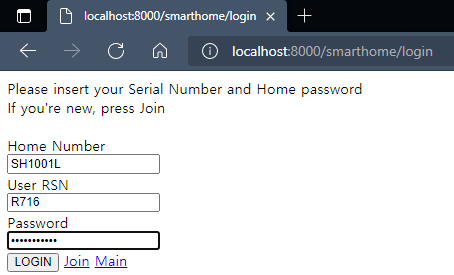 localhost:8000/smarthome/login
localhost:8000/smarthome/login
Please insert your Serial Number and Home password
If you're new, press Join
Home Number
SH1001L
User RSN
R716
Password
•••••••••••
LOGIN Join Main